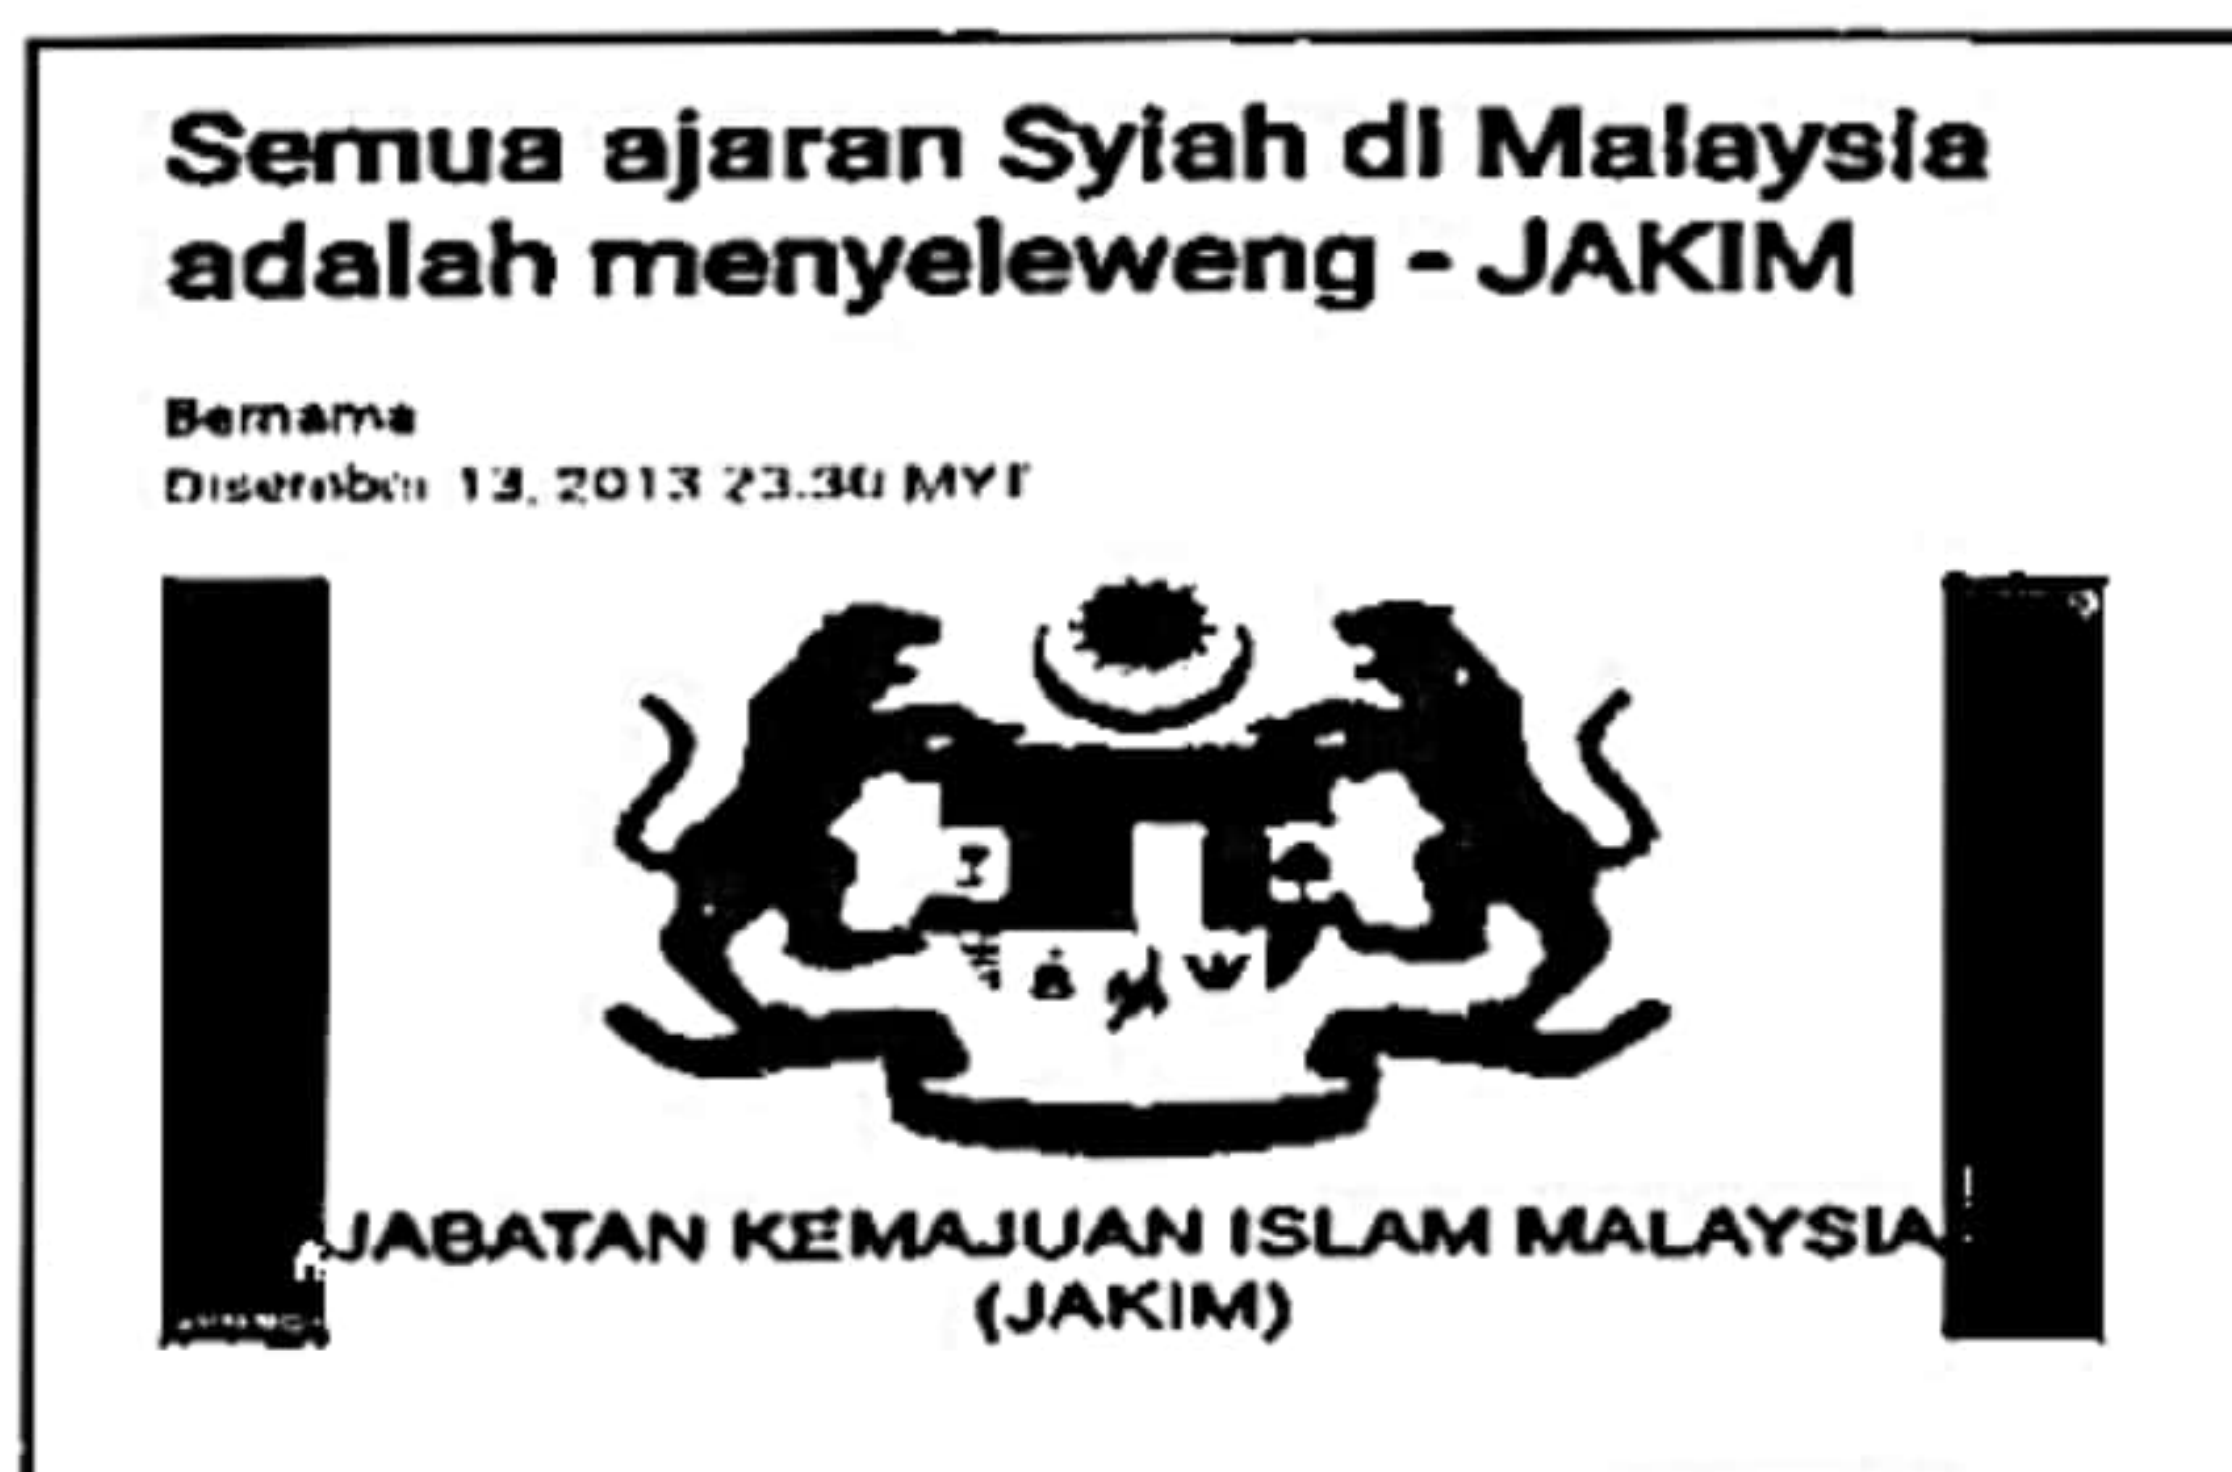 Semua ajaran Syiah di Malaysia
adalah menyeleweng - JAKIM
Bernama
Disember 13, 2013 23.30 MYT
JABATAN KEMAJUAN ISLAM MALAYSIA
(JAKIM)